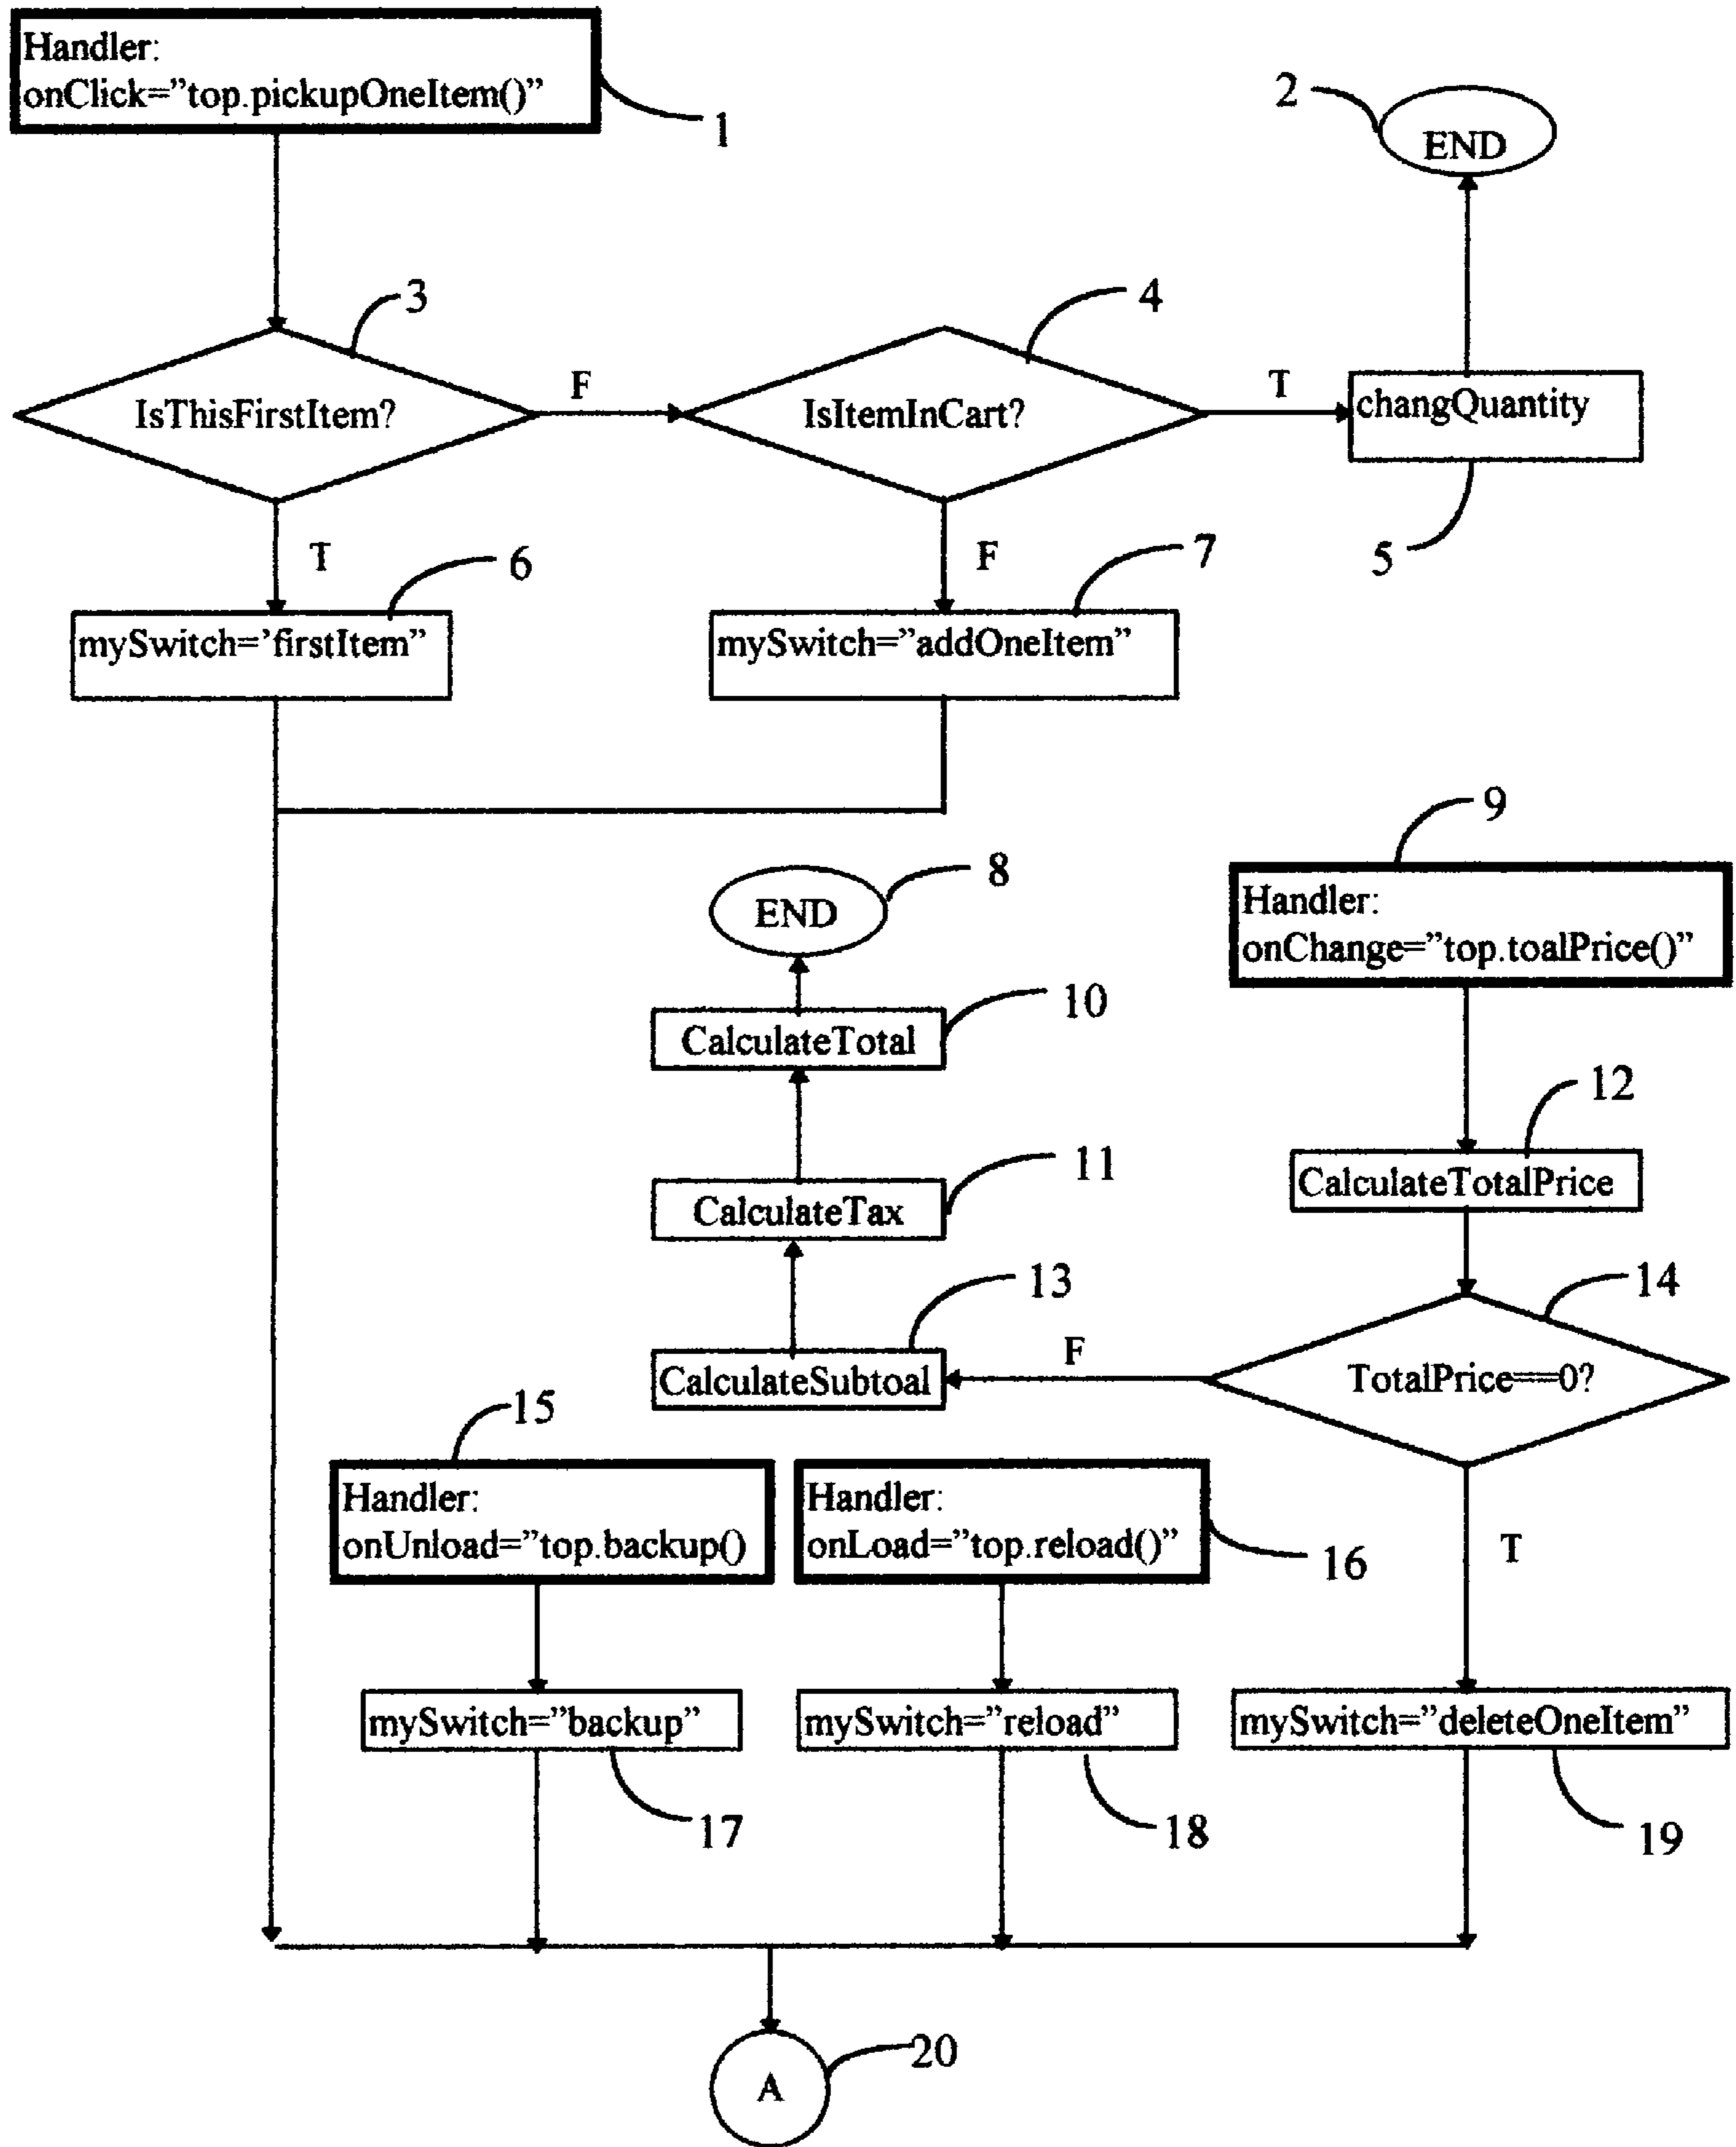 Handler:
onClick="top.pickupOneItem()"
1
2
END
3
4
IsThisFirstItem?
F
IsItemInCart?
T
changQuantity
5
T
6
F
7
mySwitch='firstItem"
mySwitch="addOneItem"
8
END
9
Handler:
onChange="top.toalPrice()"
10
CalculateTotal
12
CalculateTotalPrice
11
CalculateTax
13
14
CalculateSubtoal
F
TotalPrice==0?
15
Handler:
onUnload="top.backup()
Handler:
onLoad="top.reload()"
16
T
mySwitch="backup"
mySwitch="reload"
mySwitch="deleteOneItem"
17
18
19
A
20